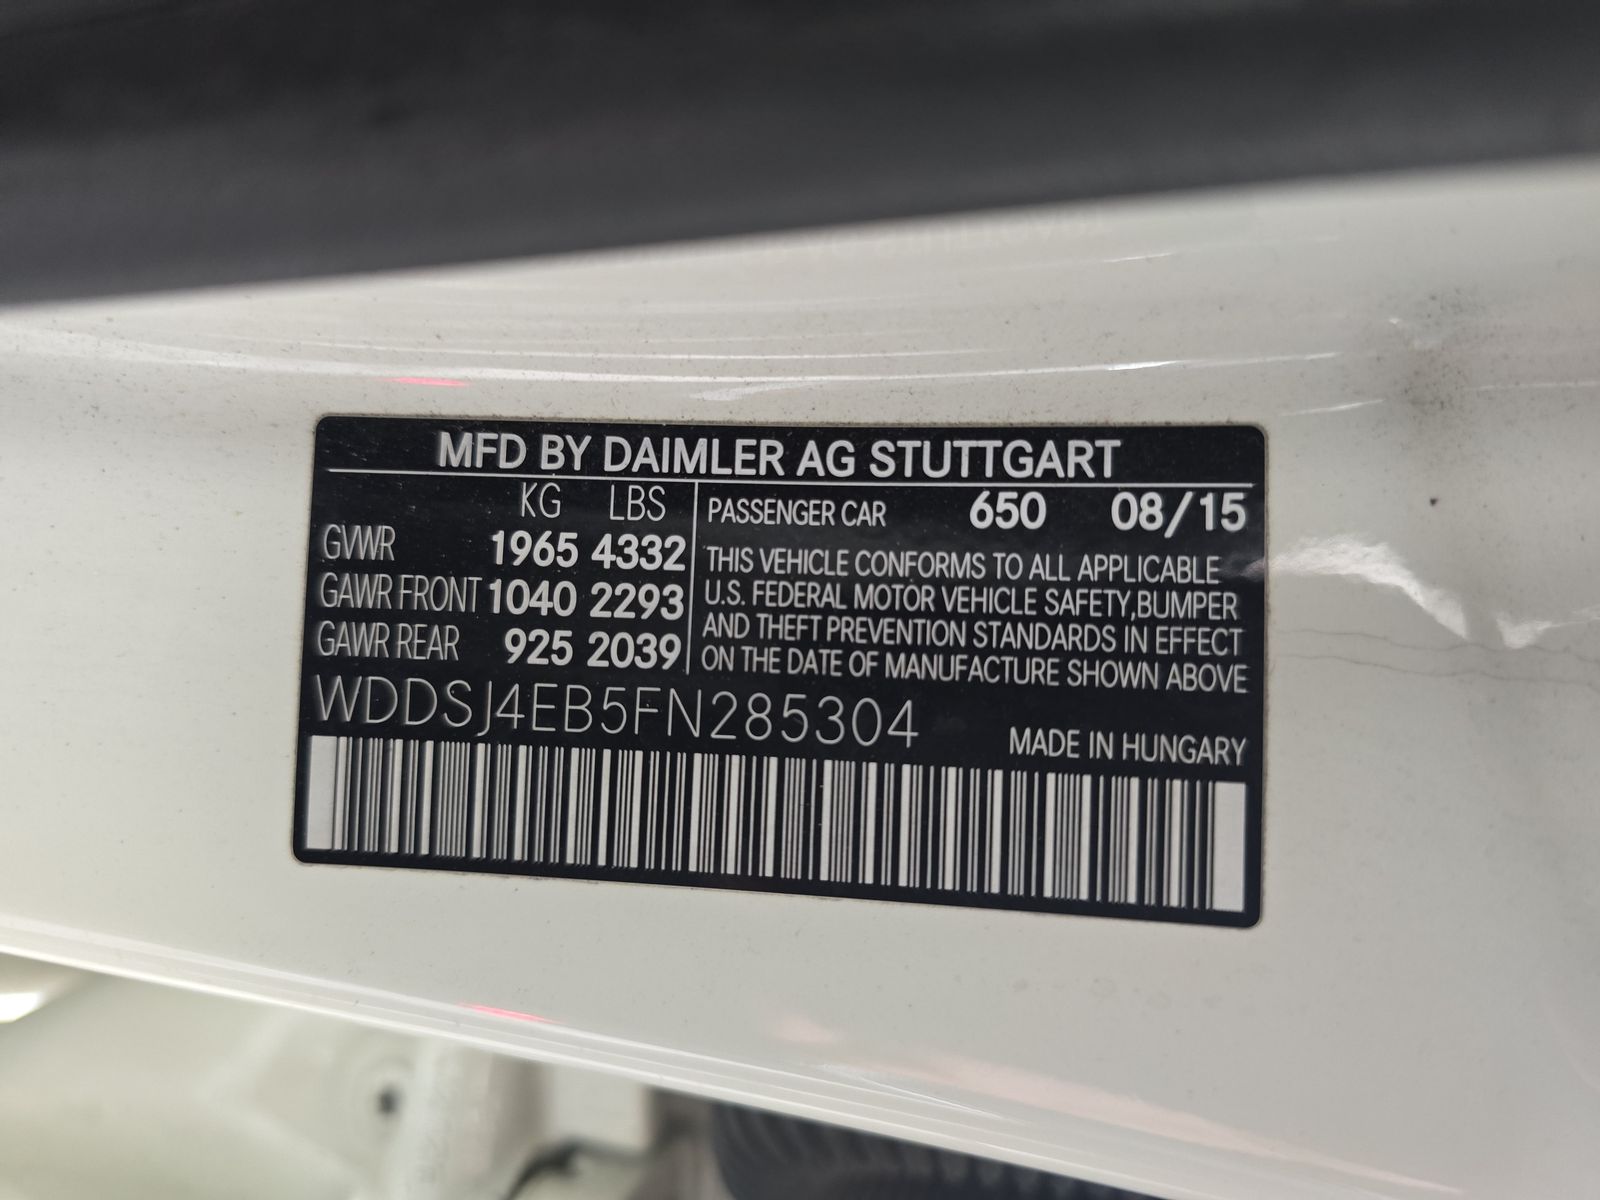 MFD BY DAIMLER AG STUTTGART
KG LBS
GVWR 1965 4332
GAWR FRONT 1040 2293
GAWR REAR 925 2039
PASSENGER CAR 650 08/15
THIS VEHICLE CONFORMS TO ALL APPLICABLE
U.S. FEDERAL MOTOR VEHICLE SAFETY,BUMPER
AND THEFT PREVENTION STANDARDS IN EFFECT
ON THE DATE OF MANUFACTURE SHOWN ABOVE
WDDSJ4EB5FN285304
MADE IN HUNGARY